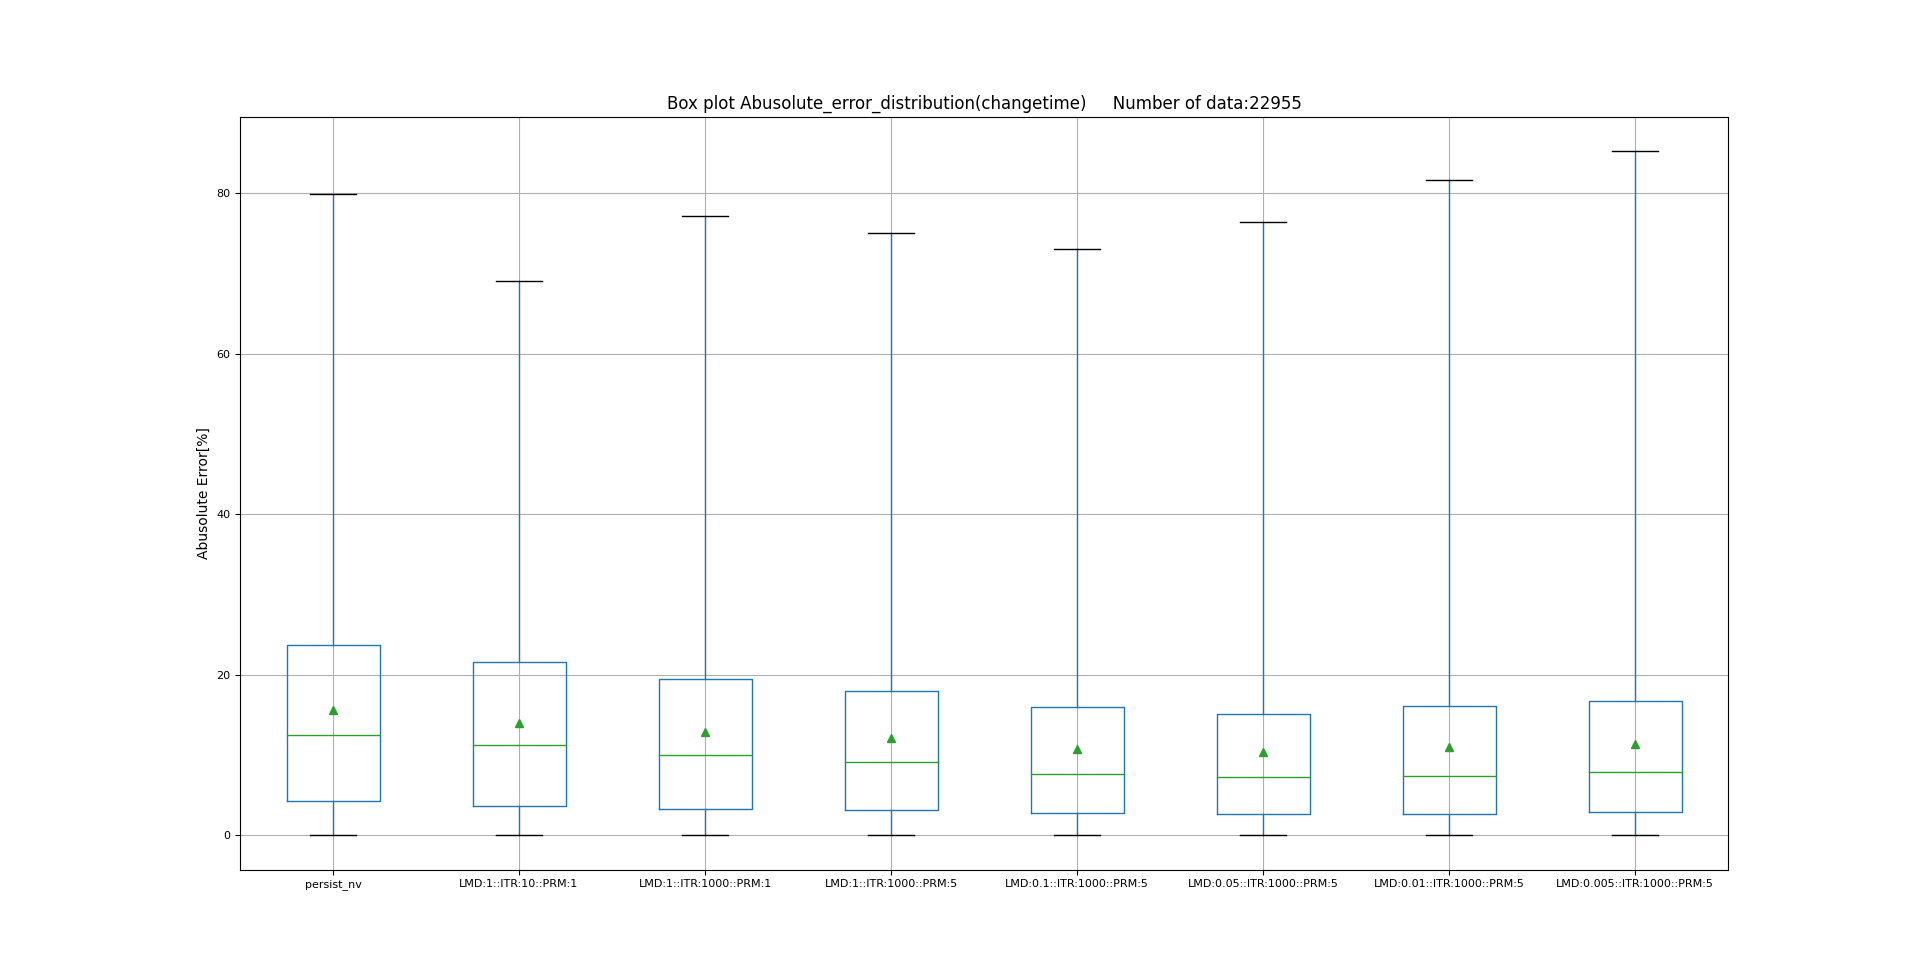 Box plot Abusolute_error_distribution(changetime)     Number of data:22955
Abusolute Error[%]
80
60
40
20
0
persist_nv
LMD:1::ITR:10::PRM:1
LMD:1::ITR:1000::PRM:1
LMD:1::ITR:1000::PRM:5
LMD:0.1::ITR:1000::PRM:5
LMD:0.05::ITR:1000::PRM:5
LMD:0.01::ITR:1000::PRM:5
LMD:0.005::ITR:1000::PRM:5